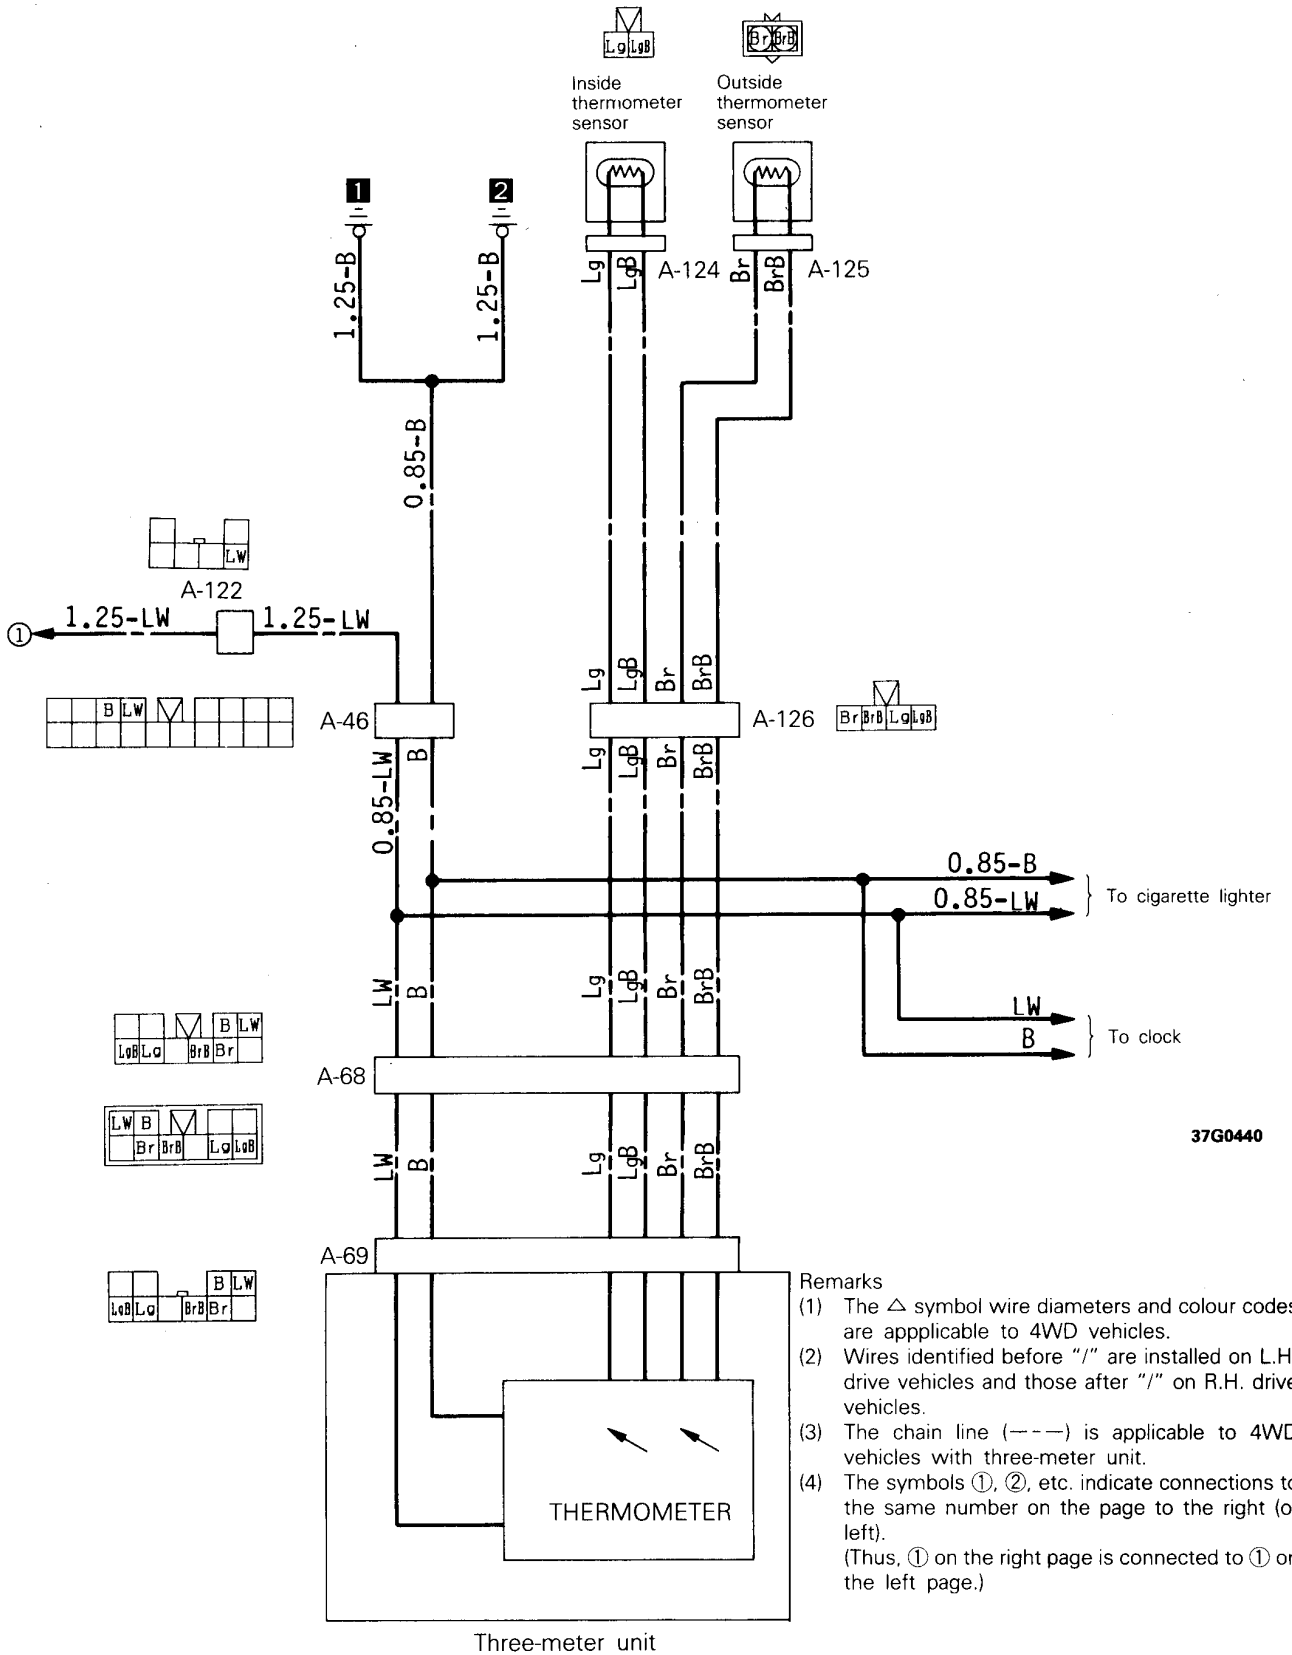 Lg LgB
Br BrB
Inside
thermometer
sensor
Outside
thermometer
sensor
1
2
1.25-B
1.25-B
Lg
LgB
A-124
Br
BrB
A-125
0.85-B
LW
A-122
①
1.25-LW
1.25-LW
Lg
LgB
Br
BrB
B LW
A-46
A-126
Br BrB Lg LgB
0.85-LW
B
Lg
LgB
Br
BrB
0.85-B
0.85-LW
To cigarette lighter
LW
B
Lg
LgB
Br
BrB
LW
B
To clock
B LW
LgB Lg BrB Br
A-68
LW B
Br BrB Lg LgB
37G0440
LW
B
Lg
LgB
Br
BrB
A-69
B LW
LgB Lg BrB Br
THERMOMETER
Three-meter unit
Remarks
(1) The △ symbol wire diameters and colour codes
are appplicable to 4WD vehicles.
(2) Wires identified before "/" are installed on L.H.
drive vehicles and those after "/" on R.H. drive
vehicles.
(3) The chain line (—--—) is applicable to 4WD
vehicles with three-meter unit.
(4) The symbols ①, ②, etc. indicate connections to
the same number on the page to the right (o
left).
(Thus, ① on the right page is connected to ① on
the left page.)